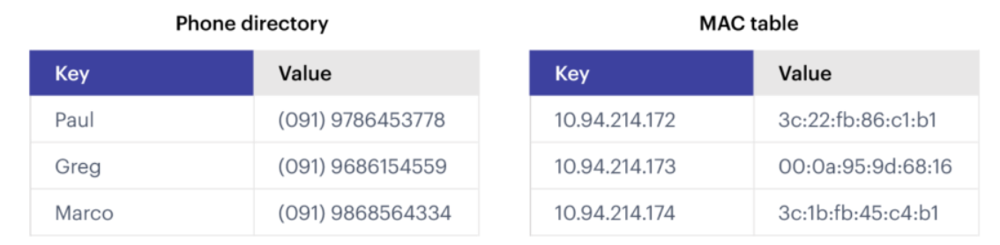 Phone directory
Key Value
Paul (091) 9786453778
Greg (091) 9686154559
Marco (091) 9868564334
MAC table
Key Value
10.94.214.172 3c:22:fb:86:c1:b1
10.94.214.173 00:0a:95:9d:68:16
10.94.214.174 3c:1b:fb:45:c4:b1